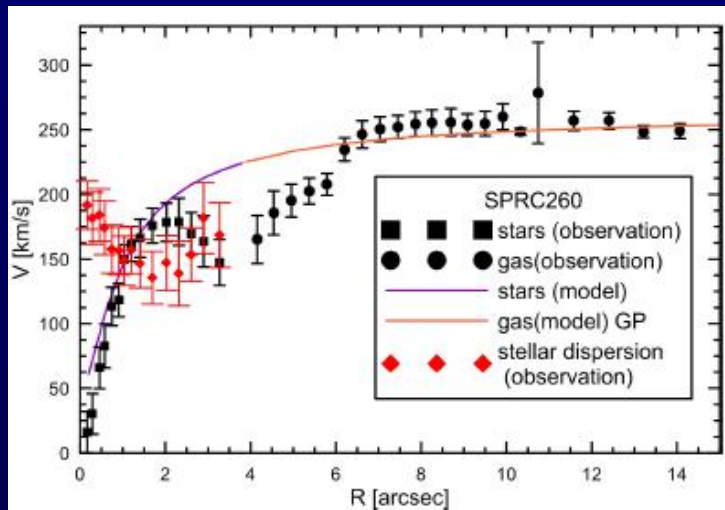 300
250
200
150
100
50
0
V [km/s]
0 2 4 6 8 10 12 14
R [arcsec]
SPRC260
stars (observation)
gas(observation)
stars (model)
gas(model) GP
stellar dispersion
(observation)